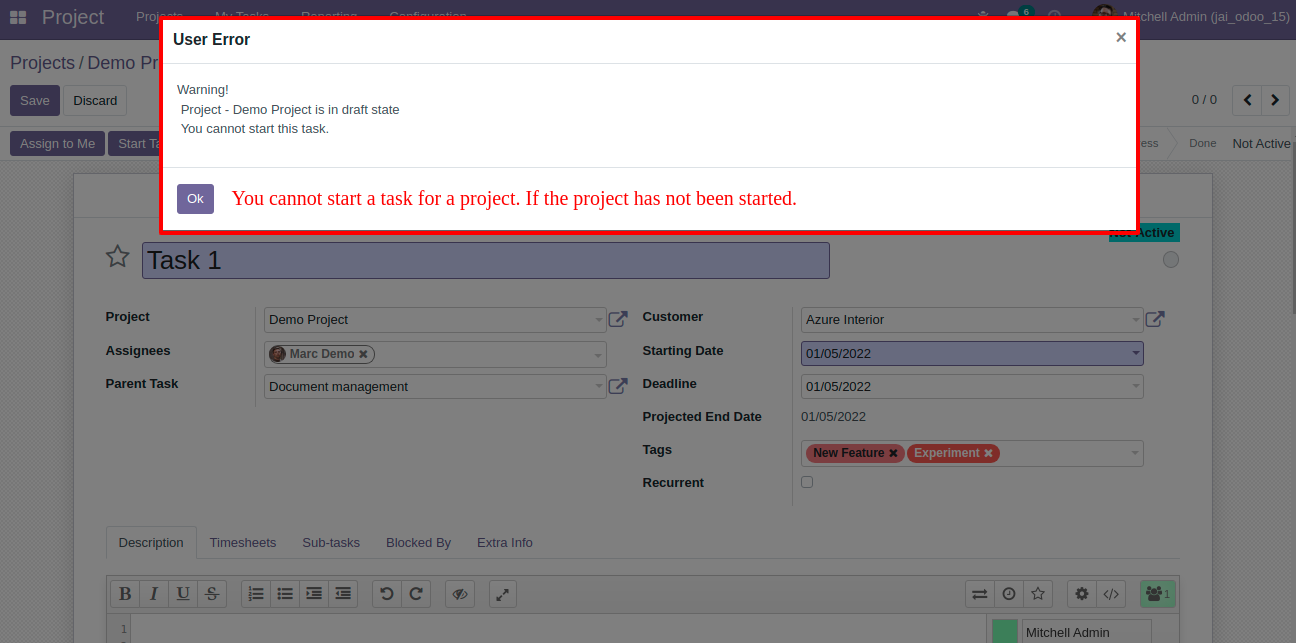 Project Projects My Tasks Reporting Configuration 6 Mitchell Admin (jai_odoo_15)
User Error ×
Projects / Demo Pr
Warning!
Project - Demo Project is in draft state
You cannot start this task.
Save Discard 0 / 0
Assign to Me Start Ta ess Done Not Active
Ok You cannot start a task for a project. If the project has not been started.
Not Active
Task 1
Project Demo Project Customer Azure Interior
Assignees Marc Demo ✖ Starting Date 01/05/2022
Parent Task Document management Deadline 01/05/2022
Projected End Date 01/05/2022
Tags New Feature ✖ Experiment ✖
Recurrent
Description Timesheets Sub-tasks Blocked By Extra Info
B I U S </> 1
1 Mitchell Admin